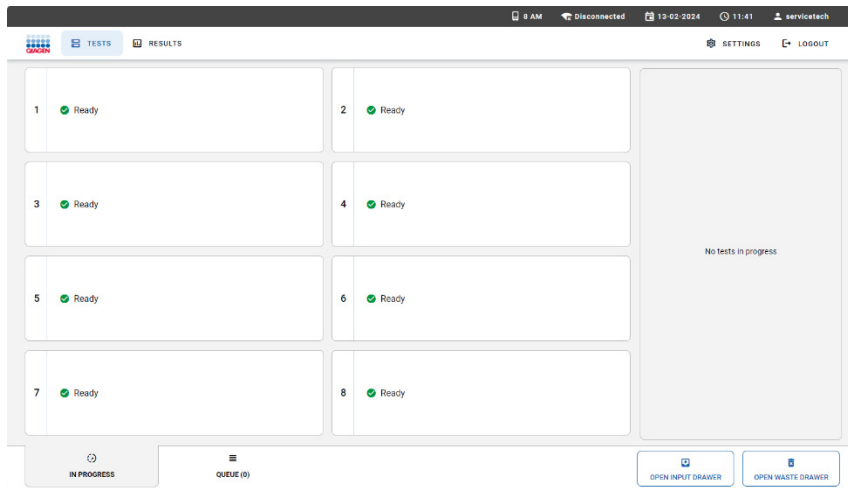 8 AM Disconnected 13-02-2024 11:41 servicetech
QIAGEN TESTS RESULTS SETTINGS LOGOUT
1 Ready
2 Ready
3 Ready
4 Ready
No tests in progress
5 Ready
6 Ready
7 Ready
8 Ready
IN PROGRESS
QUEUE (0)
OPEN INPUT DRAWER
OPEN WASTE DRAWER